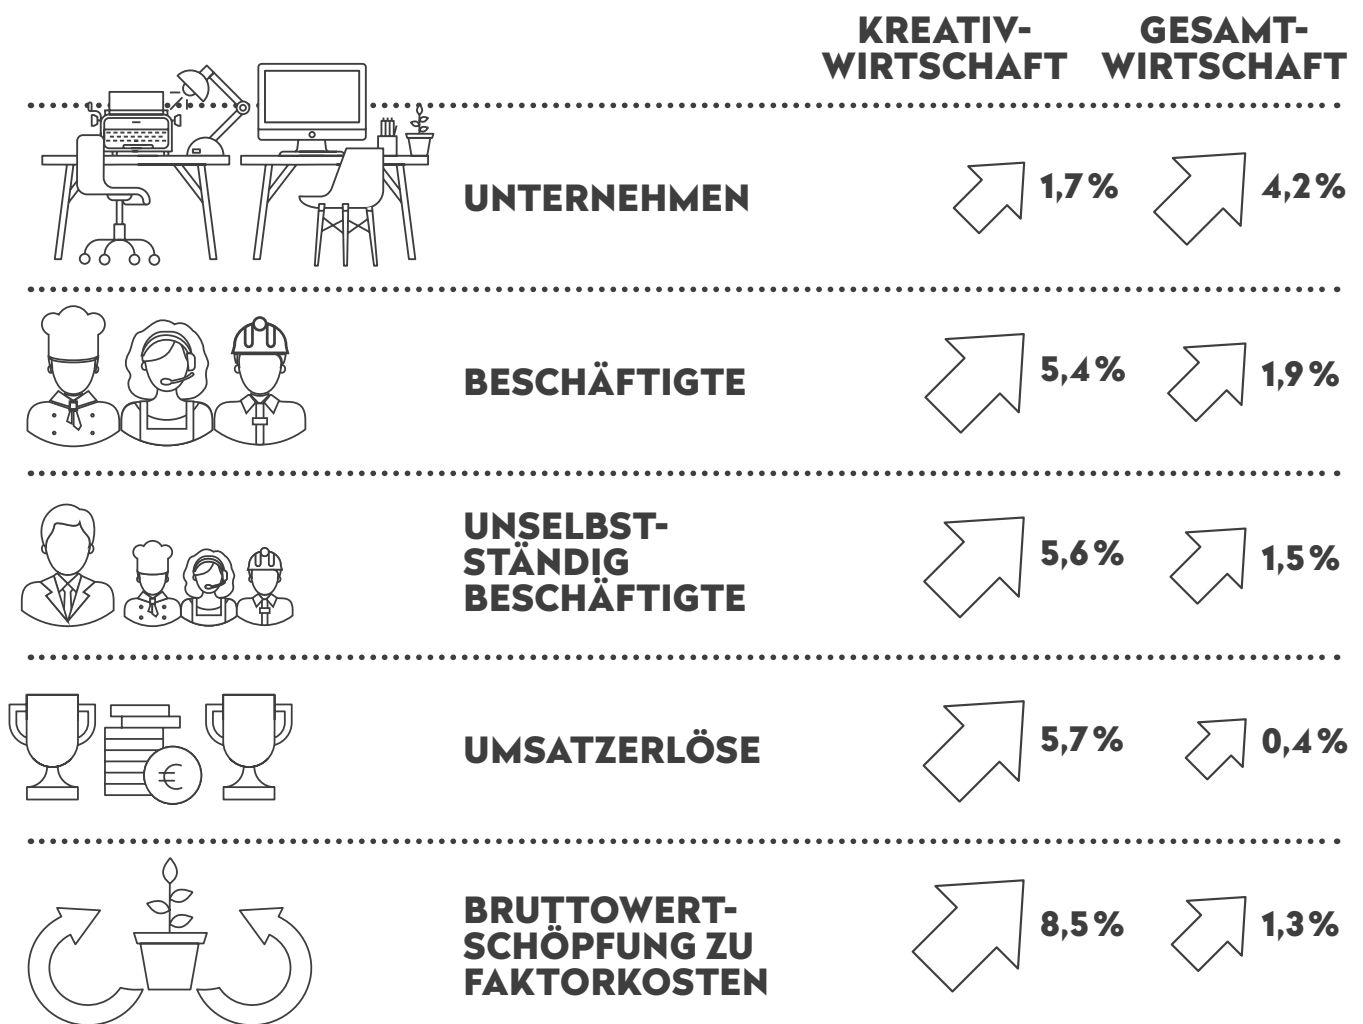 KREATIV-
WIRTSCHAFT
GESAMT-
WIRTSCHAFT
UNTERNEHMEN
1,7 %
4,2 %
BESCHÄFTIGTE
5,4 %
1,9 %
UNSELBST-
STÄNDIG
BESCHÄFTIGTE
5,6 %
1,5 %
UMSATZERLÖSE
5,7 %
0,4 %
€
BRUTTOWERT-
SCHÖPFUNG ZU
FAKTORKOSTEN
8,5 %
1,3 %